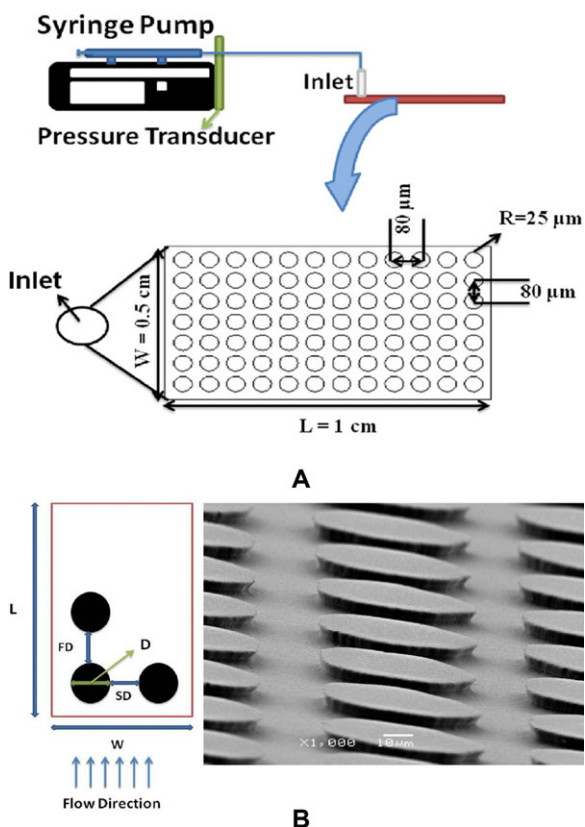 Syringe Pump
Inlet
Pressure Transducer
80 µm
R=25 µm
Inlet
W = 0.5 cm
80 µm
L = 1 cm
A
L
FD
D
SD
W
Flow Direction
X1,000
10µm
B